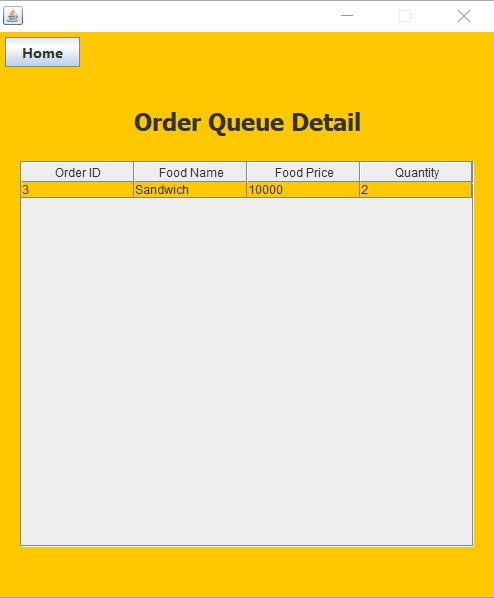 Home
Order Queue Detail
Order ID Food Name Food Price Quantity
3 Sandwich 10000 2